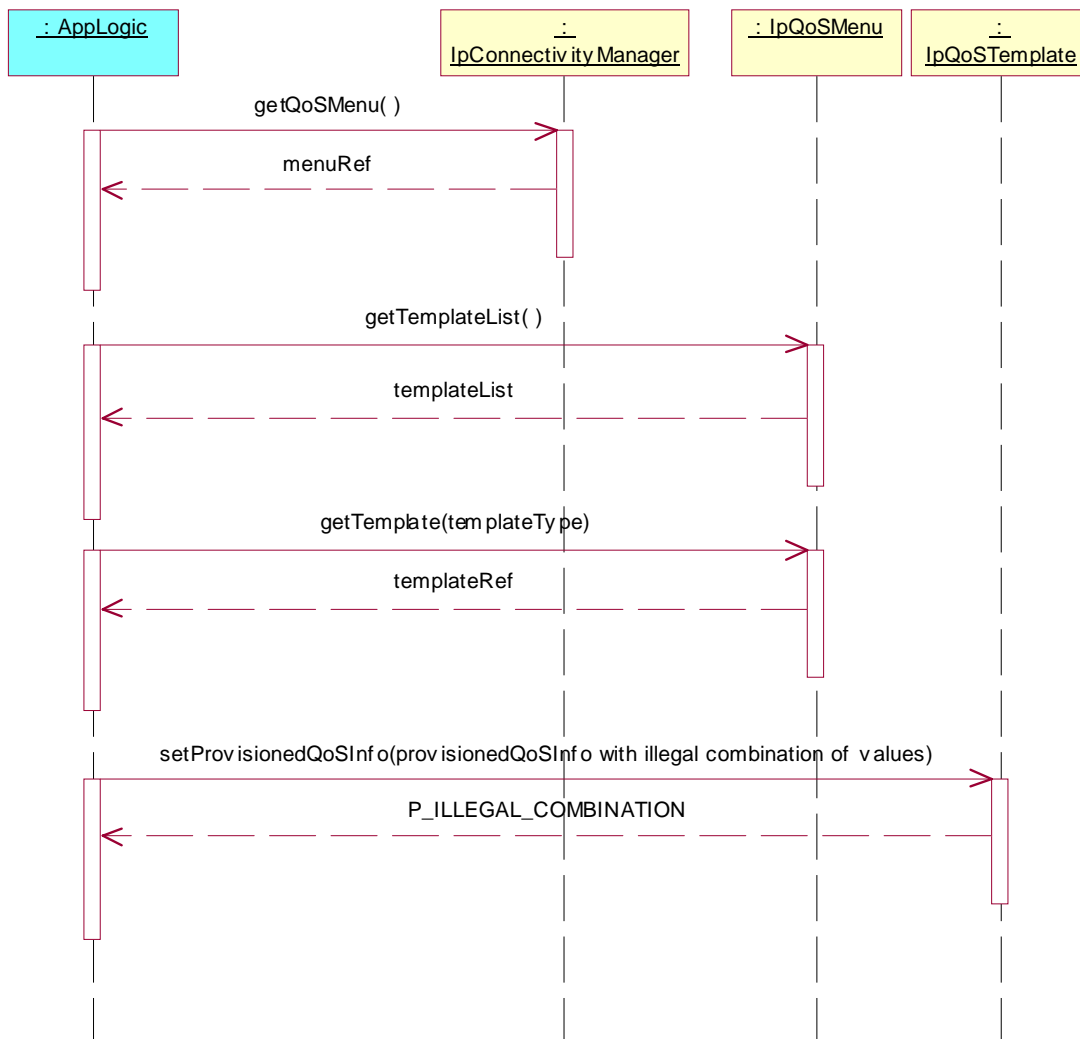 : AppLogic
:
IpConnectivityManager
: IpQoSMenu
:
IpQoSTemplate
getQoSMenu( )
menuRef
getTemplateList( )
templateList
getTemplate(templateType)
templateRef
setProvisionedQoSInfo(provisionedQoSInfo with illegal combination of values)
P_ILLEGAL_COMBINATION